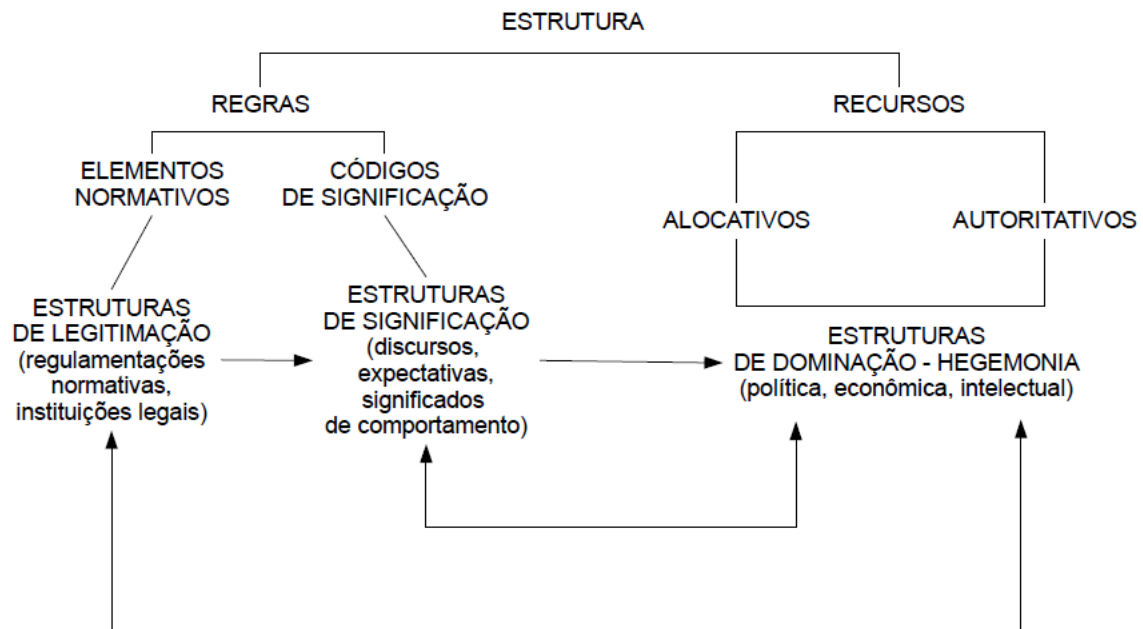 ESTRUTURA
REGRAS
RECURSOS
ELEMENTOS
NORMATIVOS
CÓDIGOS
DE SIGNIFICAÇÃO
ALOCATIVOS
AUTORITATIVOS
ESTRUTURAS
DE LEGITIMAÇÃO
(regulamentações
normativas,
instituições legais)
ESTRUTURAS
DE SIGNIFICAÇÃO
(discursos,
expectativas,
significados
de comportamento)
ESTRUTURAS
DE DOMINAÇÃO - HEGEMONIA
(política, econômica, intelectual)